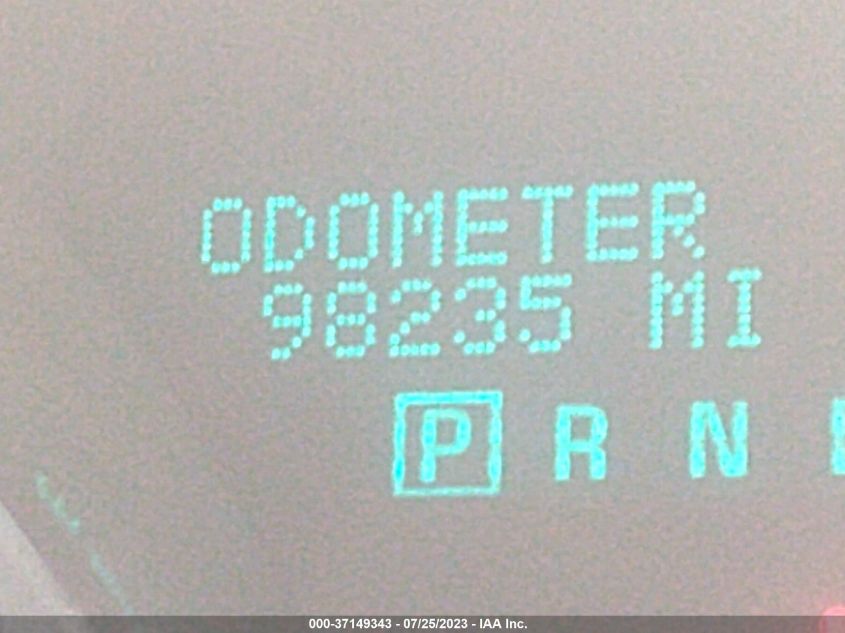 ODOMETER
98235 MI
P R N
000-37149343 - 07/25/2023 - IAA Inc.